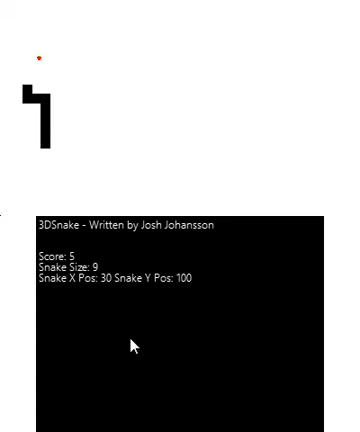 3DSnake - Written by Josh Johansson
Score: 5
Snake Size: 9
Snake X Pos: 30 Snake Y Pos: 100